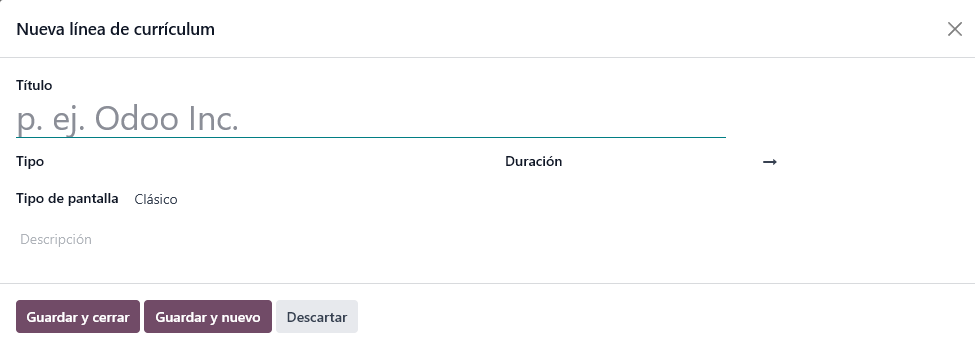 Nueva línea de currículum
Título
p. ej. Odoo Inc.
Tipo
Duración
Tipo de pantalla Clásico
Descripción
Guardar y cerrar Guardar y nuevo Descartar